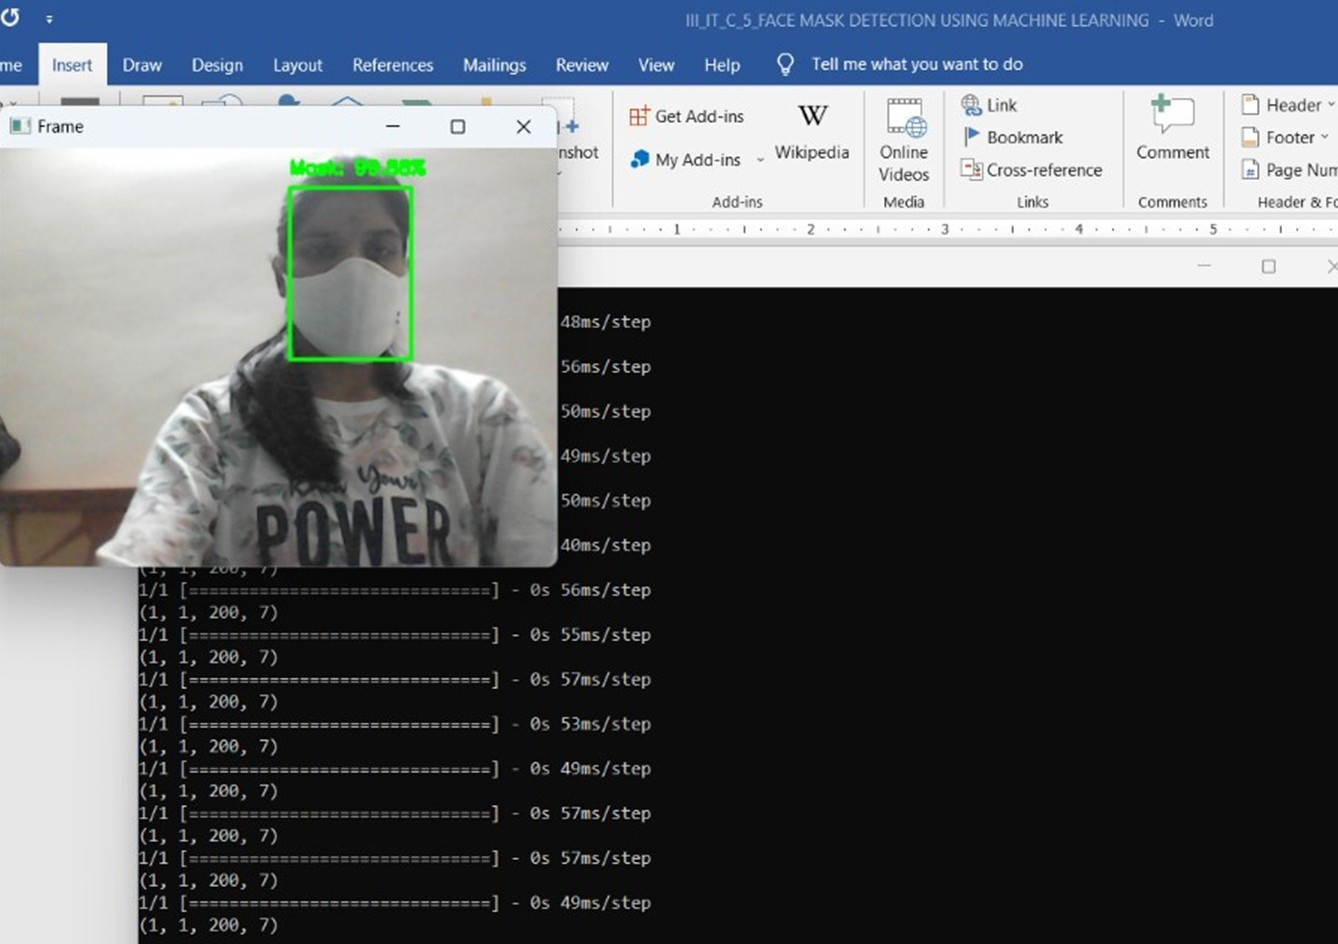 III_IT_C_5_FACE MASK DETECTION USING MACHINE LEARNING - Word
me Insert Draw Design Layout References Mailings Review View Help Tell me what you want to do
Frame
nshot
Get Add-ins
My Add-ins
W
Wikipedia
Add-ins
Online
Videos
Media
Link
Bookmark
Cross-reference
Links
Comment
Comments
Header
Footer
Page Num
Header & Fo
1 2 3 4 5
Mask:
Your
POWER
48ms/step
56ms/step
50ms/step
49ms/step
50ms/step
40ms/step
(1, 1, 200, 7)
1/1 [==============================] - 0s 56ms/step
(1, 1, 200, 7)
1/1 [==============================] - 0s 55ms/step
(1, 1, 200, 7)
1/1 [==============================] - 0s 57ms/step
(1, 1, 200, 7)
1/1 [==============================] - 0s 53ms/step
(1, 1, 200, 7)
1/1 [==============================] - 0s 49ms/step
(1, 1, 200, 7)
1/1 [==============================] - 0s 57ms/step
(1, 1, 200, 7)
1/1 [==============================] - 0s 57ms/step
(1, 1, 200, 7)
1/1 [==============================] - 0s 49ms/step
(1, 1, 200, 7)